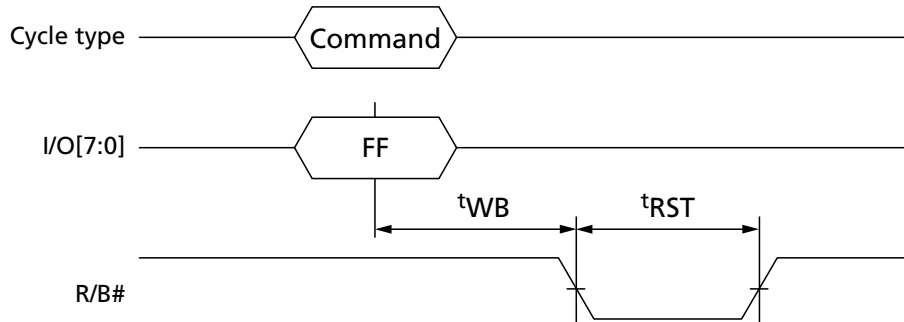 Cycle type
Command
I/O[7:0]
FF
tWB
tRST
R/B#